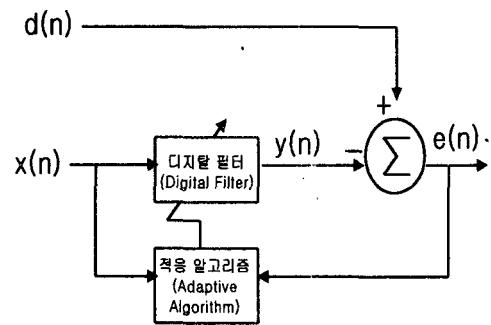 d(n)
+
x(n)
디지탈 필터
(Digital Filter)
y(n)
−
Σ
e(n)
적응 알고리즘
(Adaptive
Algorithm)